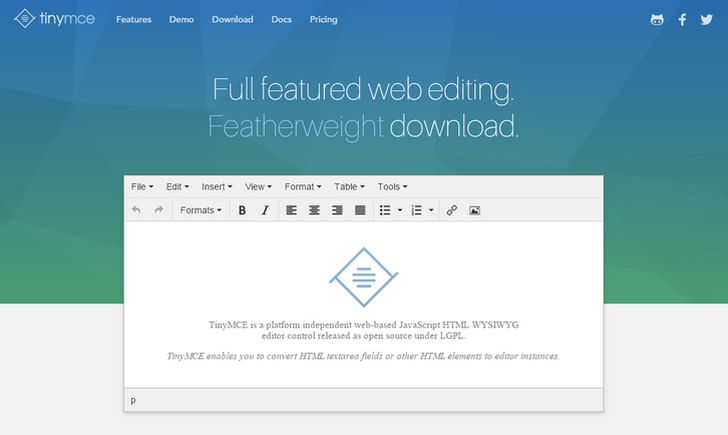 tinymce Features Demo Download Docs Pricing
Full featured web editing.
Featherweight download.
File Edit Insert View Format Table Tools
Formats B I
TinyMCE is a platform independent web-based JavaScript HTML WYSIWYG
editor control released as open source under LGPL.
TinyMCE enables you to convert HTML textarea fields or other HTML elements to editor instances.
p